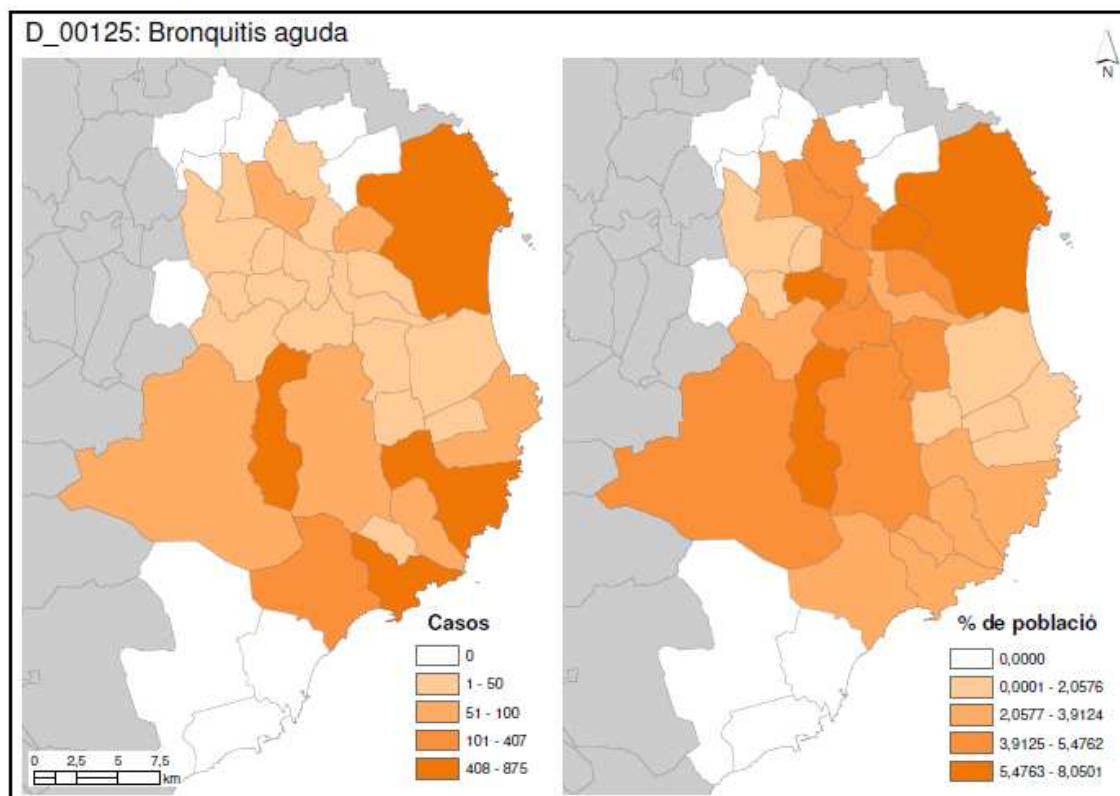 D_00125: Bronquitis aguda
N
Casos
0
1 - 50
51 - 100
101 - 407
408 - 875
0 2,5 5 7,5
km
% de població
0,0000
0,0001 - 2,0576
2,0577 - 3,9124
3,9125 - 5,4762
5,4763 - 8,0501